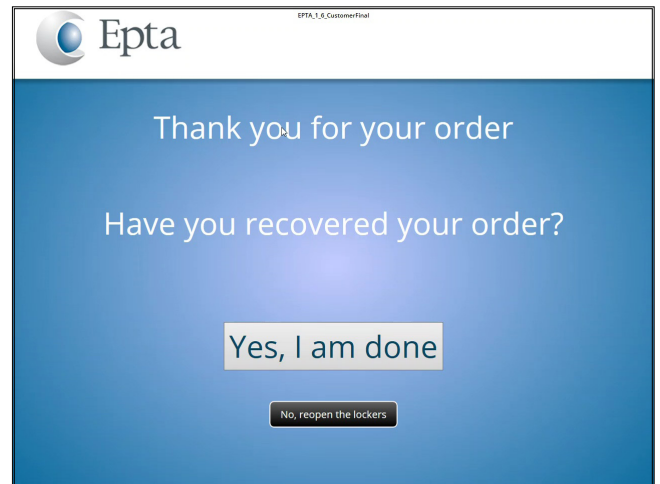 EPTA_1_6_CustomerFinal
Epta
Thank you for your order
Have you recovered your order?
Yes, I am done
No, reopen the lockers